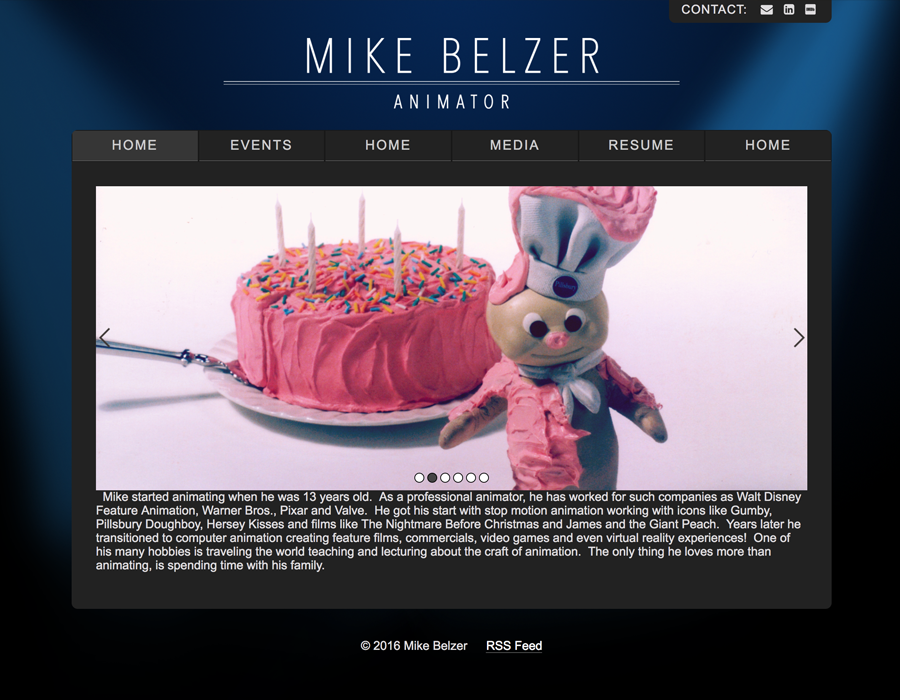 CONTACT:
MIKE BELZER
ANIMATOR
HOME EVENTS HOME MEDIA RESUME HOME
Mike started animating when he was 13 years old. As a professional animator, he has worked for such companies as Walt Disney
Feature Animation, Warner Bros., Pixar and Valve. He got his start with stop motion animation working with icons like Gumby,
Pillsbury Doughboy, Hersey Kisses and films like The Nightmare Before Christmas and James and the Giant Peach. Years later he
transitioned to computer animation creating feature films, commercials, video games and even virtual reality experiences! One of
his many hobbies is traveling the world teaching and lecturing about the craft of animation. The only thing he loves more than
animating, is spending time with his family.
© 2016 Mike Belzer RSS Feed